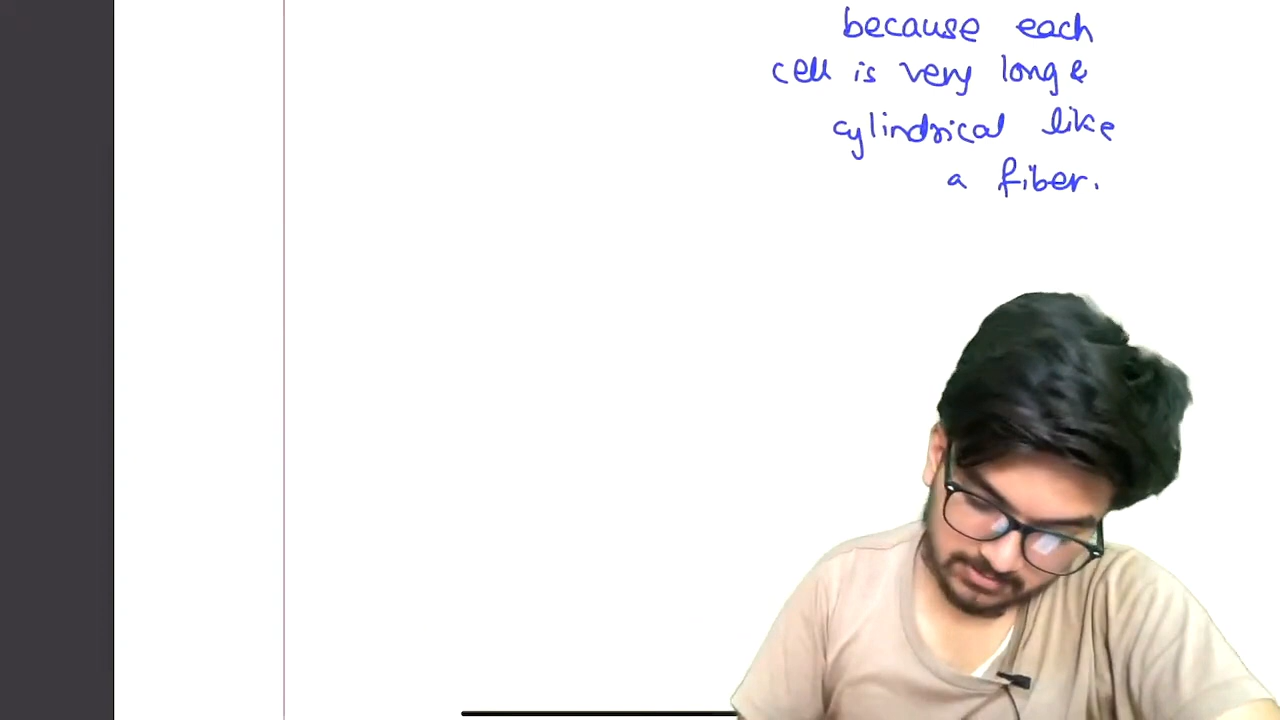 because each
cell is very long &
cylindrical like
a fiber.